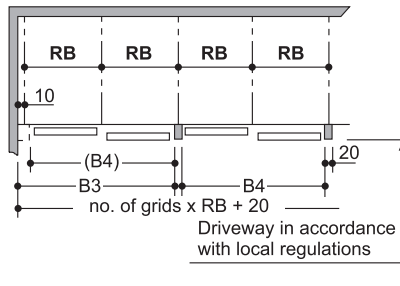 RB RB RB RB
10
(B4) 20
B3 B4
no. of grids x RB + 20
Driveway in accordance
with local regulations